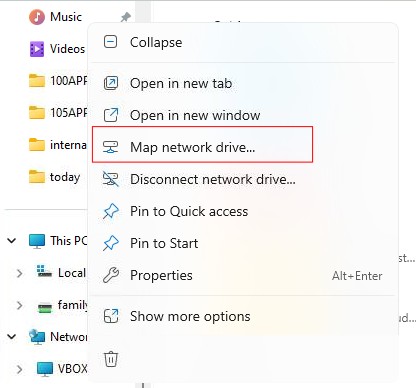 Music
Videos
100APP
105APP
interna
today
This PC
Local
family
Network
VBOX
Collapse
Open in new tab
Open in new window
Map network drive...
Disconnect network drive...
Pin to Quick access
Pin to Start
Properties Alt+Enter
Show more options